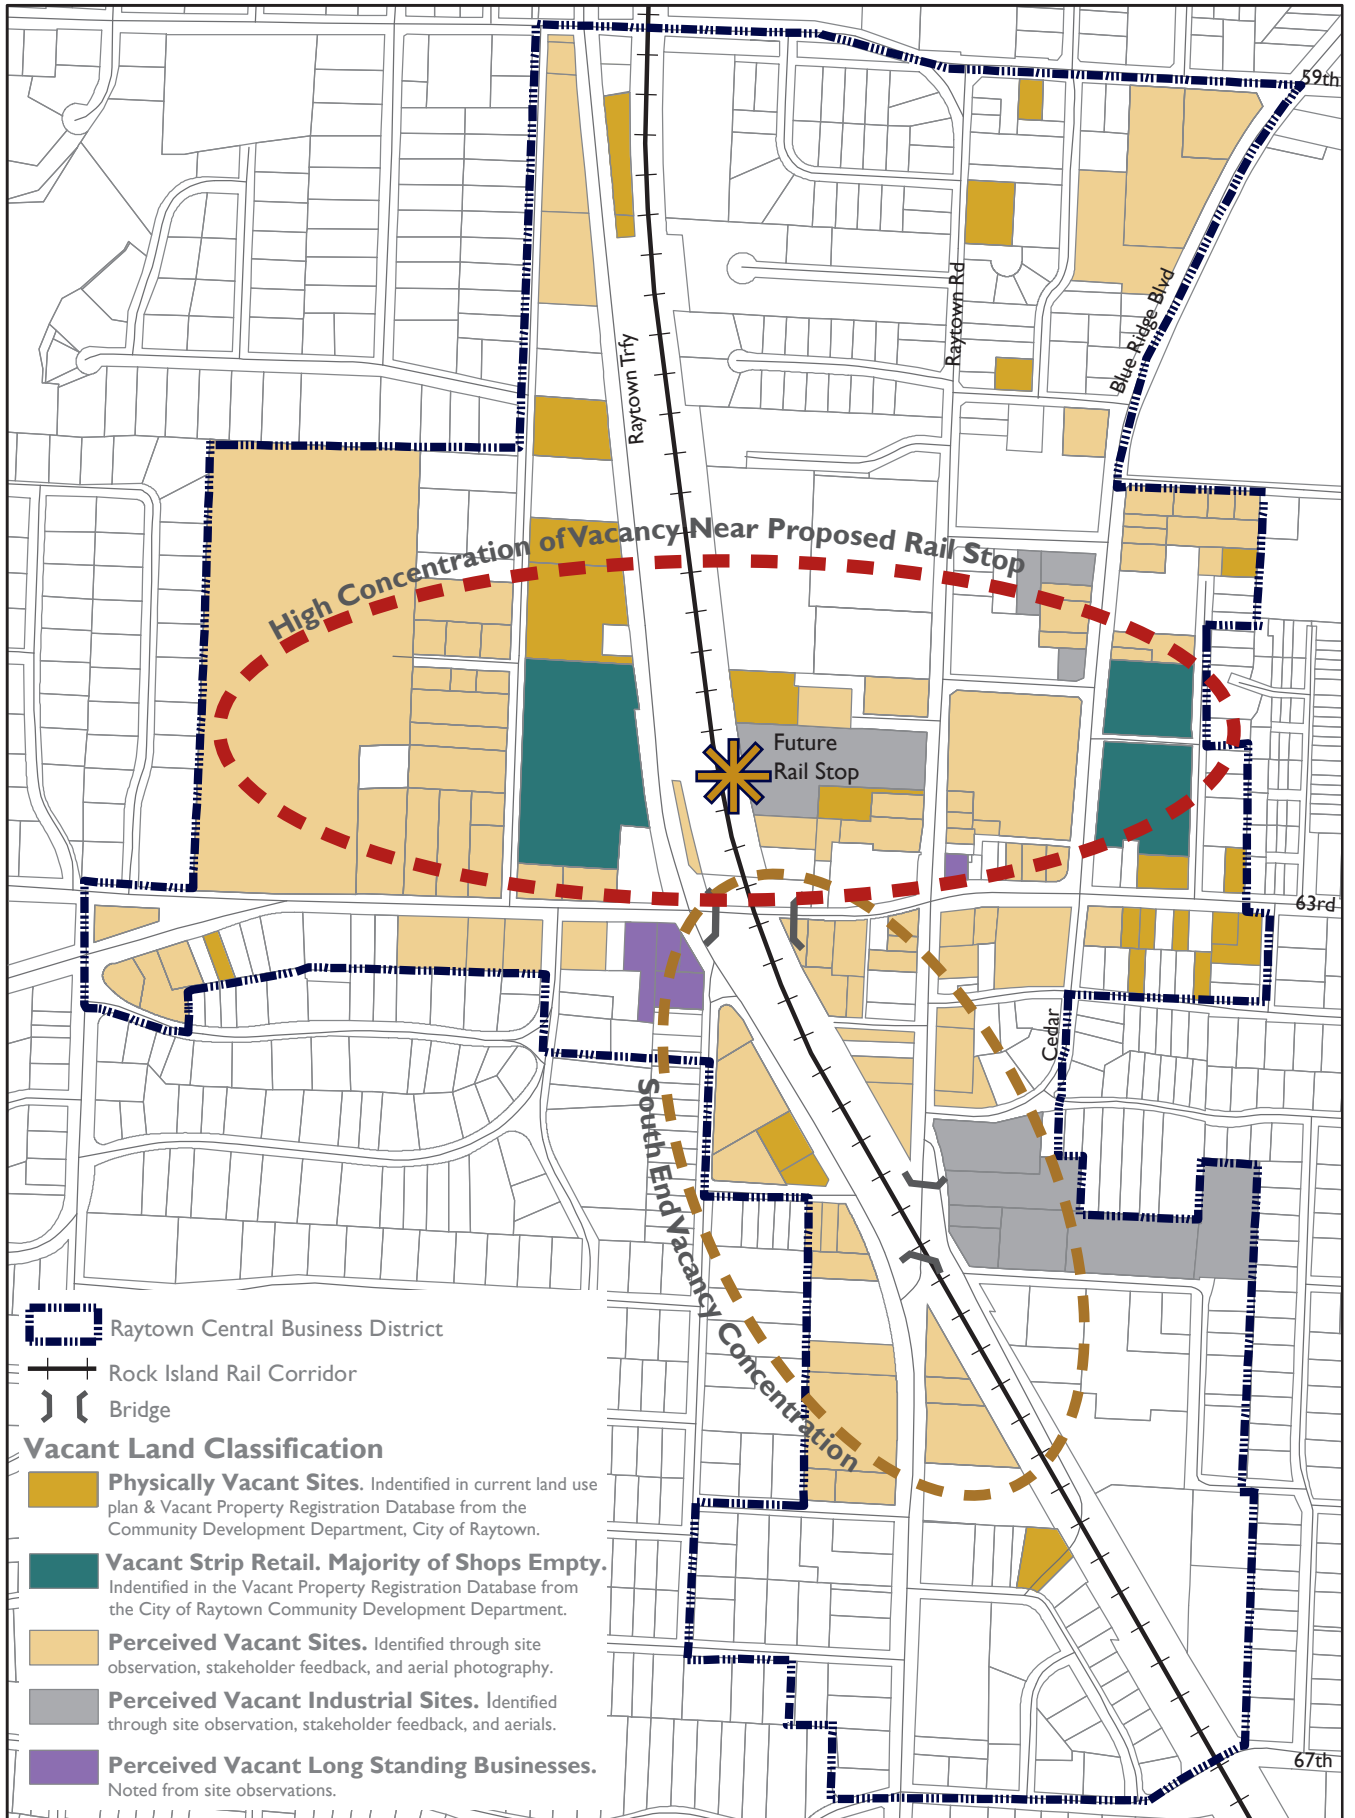 59th
Raytown Rd
Blue Ridge Blvd
Raytown Trfy
High Concentration of Vacancy Near Proposed Rail Stop
Future
Rail Stop
63rd
Cedar
South End Vacancy Concentration
Raytown Central Business District
Rock Island Rail Corridor
Bridge
Vacant Land Classification
Physically Vacant Sites. Indentified in current land use
plan & Vacant Property Registration Database from the
Community Development Department, City of Raytown.
Vacant Strip Retail. Majority of Shops Empty.
Indentified in the Vacant Property Registration Database from
the City of Raytown Community Development Department.
Perceived Vacant Sites. Identified through site
observation, stakeholder feedback, and aerial photography.
Perceived Vacant Industrial Sites. Identified
through site observation, stakeholder feedback, and aerials.
Perceived Vacant Long Standing Businesses.
Noted from site observations.
67th